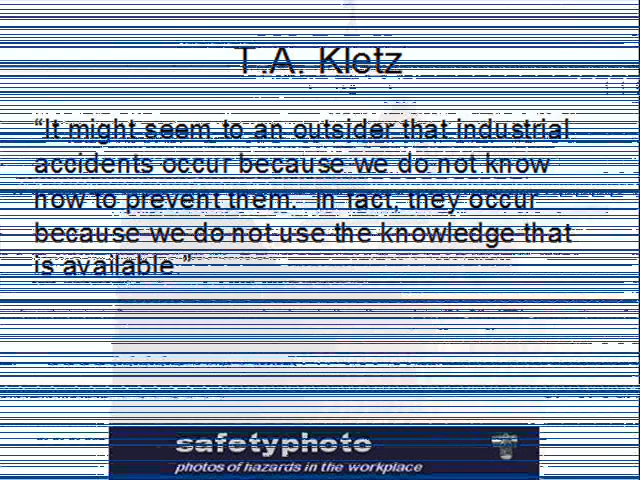 T.A. Kletz
“It might seem to an outsider that industrial
accidents occur because we do not know
how to prevent them. In fact, they occur
because we do not use the knowledge that
is available.”
safetyphoto
photos of hazards in the workplace